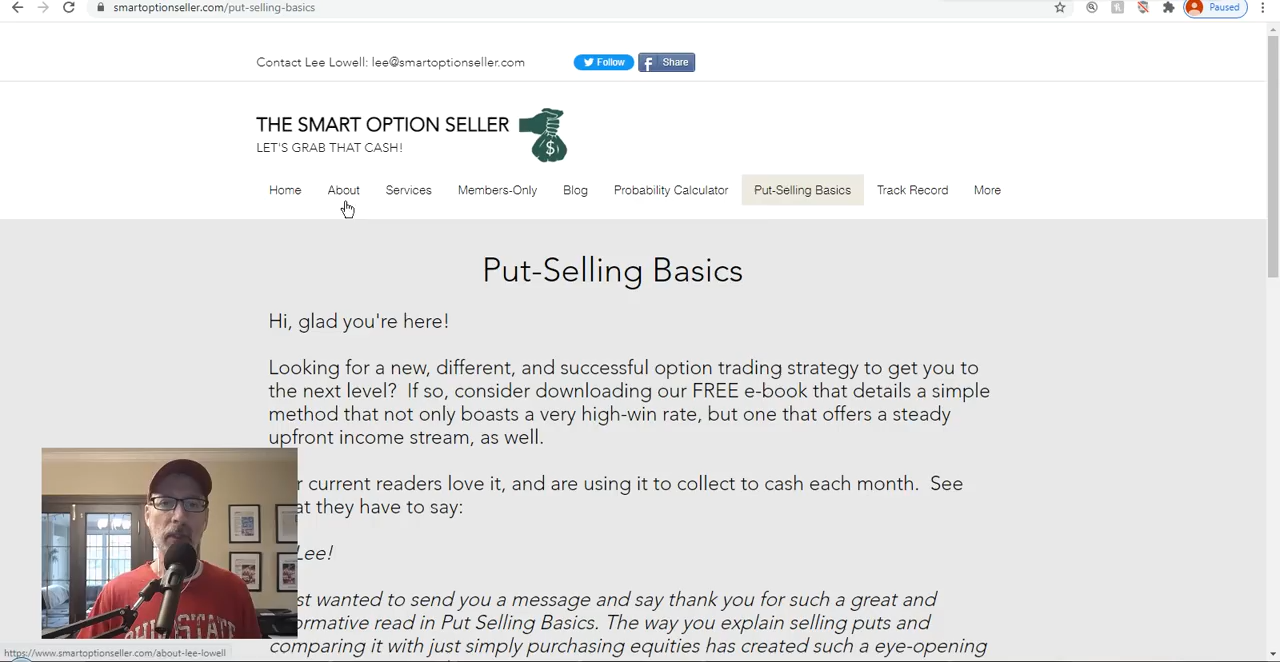 smartoptionseller.com/put-selling-basics
Paused
Contact Lee Lowell: lee@smartoptionseller.com
Follow
Share
THE SMART OPTION SELLER
LET'S GRAB THAT CASH!
$
Home About Services Members-Only Blog Probability Calculator Put-Selling Basics Track Record More
Put-Selling Basics
Hi, glad you're here!
Looking for a new, different, and successful option trading strategy to get you to
the next level? If so, consider downloading our FREE e-book that details a simple
method that not only boasts a very high-win rate, but one that offers a steady
upfront income stream, as well.
r current readers love it, and are using it to collect to cash each month. See
at they have to say:
Lee!
st wanted to send you a message and say thank you for such a great and
ormative read in Put Selling Basics. The way you explain selling puts and
comparing it with just simply purchasing equities has created such a eye-opening
https://www.smartoptionseller.com/about-lee-lowell